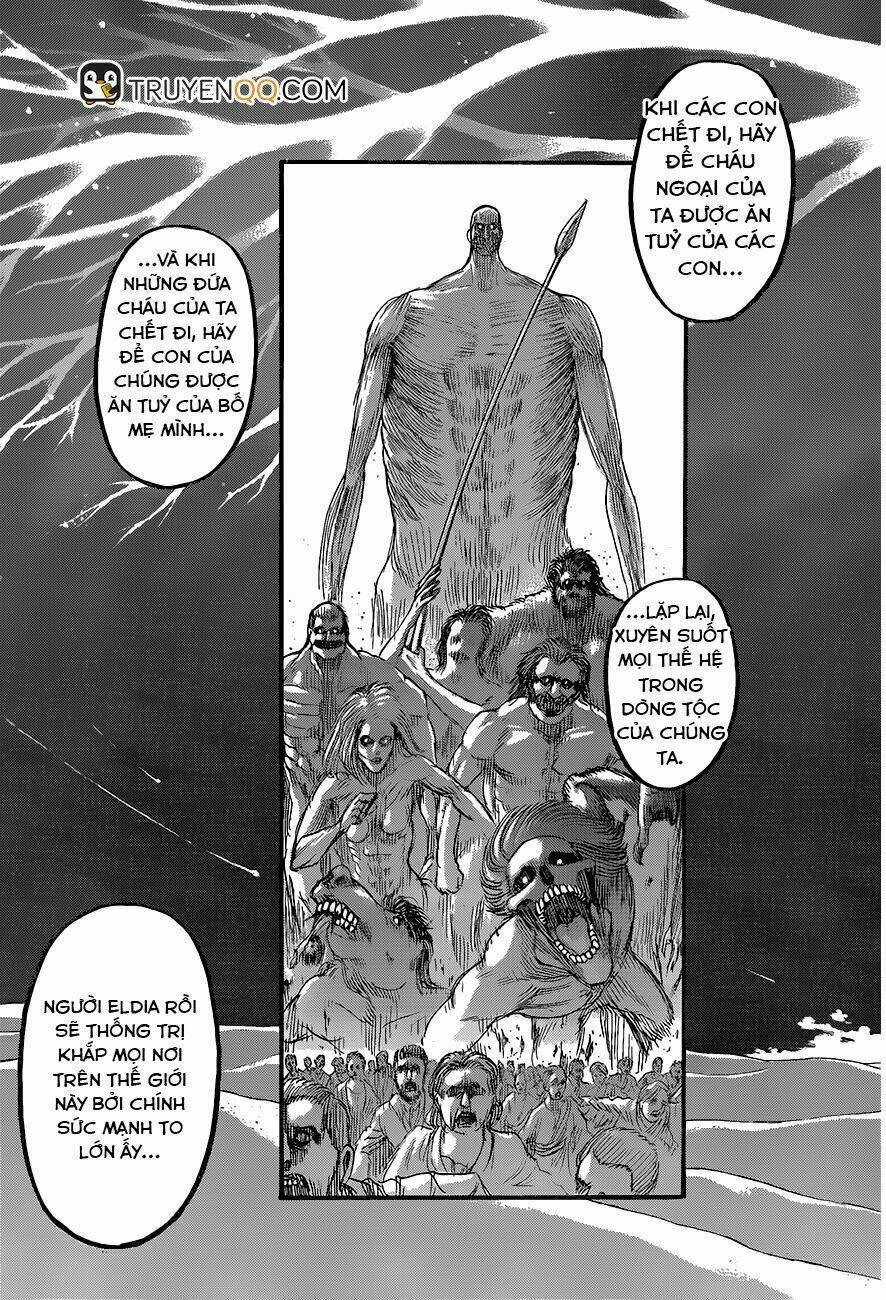 TRUYENQQ.COM
KHI CÁC CON
CHẾT ĐI, HÃY
ĐỂ CHÁU
NGOẠI CỦA
TA ĐƯỢC ĂN
TUỶ CỦA CÁC
CON...
...VÀ KHI
NHỮNG ĐỨA
CHÁU CỦA TA
CHẾT ĐI, HÃY
ĐỂ CON CỦA
CHÚNG ĐƯỢC
ĂN TUỶ CỦA BỐ
MẸ MÌNH...
...LẶP LẠI,
XUYÊN SUỐT
MỌI THẾ HỆ
TRONG
DÒNG TỘC
CỦA CHÚNG
TA.
NGƯỜI ELDIA RỒI
SẼ THỐNG TRỊ
KHẮP MỌI NƠI
TRÊN THẾ GIỚI
NÀY BỞI CHÍNH
SỨC MẠNH TO
LỚN ẤY...